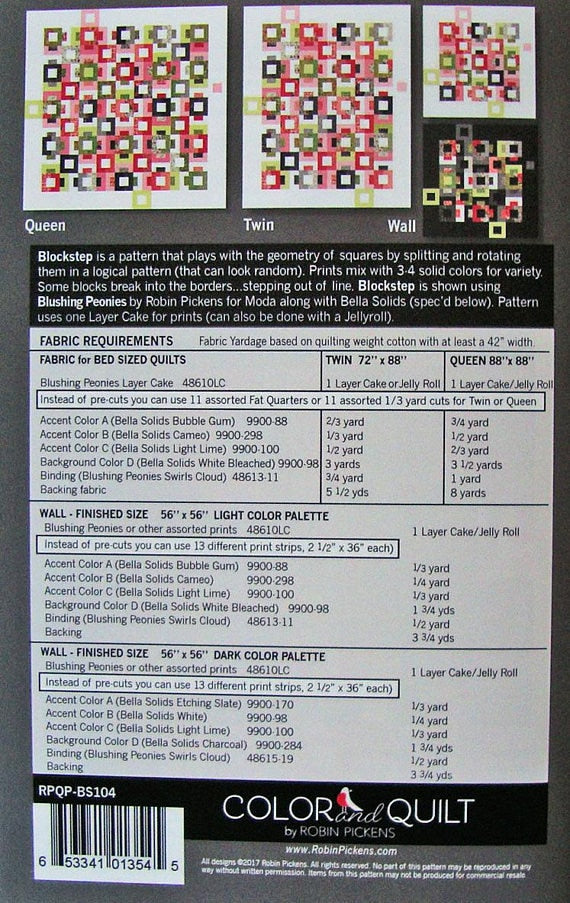 Queen
Twin
Wall
Blockstep is a pattern that plays with the geometry of squares by splitting and rotating
them in a logical pattern (that can look random). Prints mix with 3-4 solid colors for variety.
Some blocks break into the borders...stepping out of line. Blockstep is shown using
Blushing Peonies by Robin Pickens for Moda along with Bella Solids (spec'd below). Pattern
uses one Layer Cake for prints (can also be done with a Jellyroll).
FABRIC REQUIREMENTS Fabric Yardage based on quilting weight cotton with at least a 42" width.
FABRIC for BED SIZED QUILTS TWIN 72" x 88" QUEEN 88"x 88"
Blushing Peonies Layer Cake 48610LC 1 Layer Cake or Jelly Roll 1 Layer Cake/Jelly Roll
Instead of pre-cuts you can use 11 assorted Fat Quarters or 11 assorted 1/3 yard cuts for Twin or Queen
Accent Color A (Bella Solids Bubble Gum) 9900-88 2/3 yard 3/4 yard
Accent Color B (Bella Solids Cameo) 9900-298 1/3 yard 1/2 yard
Accent Color C (Bella Solids Light Lime) 9900-100 1/2 yard 2/3 yard
Background Color D (Bella Solids White Bleached) 9900-98 3 yards 3 1/2 yards
Binding (Blushing Peonies Swirls Cloud) 48613-11 3/4 yard 1 yard
Backing fabric 5 1/2 yds 8 yards
WALL - FINISHED SIZE 56" x 56" LIGHT COLOR PALETTE
Blushing Peonies or other assorted prints 48610LC 1 Layer Cake/Jelly Roll
Instead of pre-cuts you can use 13 different print strips, 2 1/2" x 36" each)
Accent Color A (Bella Solids Bubble Gum) 9900-88 1/3 yard
Accent Color B (Bella Solids Cameo) 9900-298 1/4 yard
Accent Color C (Bella Solids Light Lime) 9900-100 1/3 yard
Background Color D (Bella Solids White Bleached) 9900-98 1 3/4 yds
Binding (Blushing Peonies Swirls Cloud) 48613-11 1/2 yard
Backing 3 3/4 yds
WALL - FINISHED SIZE 56" x 56" DARK COLOR PALETTE
Blushing Peonies or other assorted prints 48610LC 1 Layer Cake/Jelly Roll
Instead of pre-cuts you can use 13 different print strips, 2 1/2" x 36" each)
Accent Color A (Bella Solids Etching Slate) 9900-170 1/3 yard
Accent Color B (Bella Solids White) 9900-98 1/4 yard
Accent Color C (Bella Solids Light Lime) 9900-100 1/3 yard
Background Color D (Bella Solids Charcoal) 9900-284 1 3/4 yds
Binding (Blushing Peonies Swirls Cloud) 48615-19 1/2 yard
Backing 3 3/4 yds
RPQP-BS104
6 53341 01354 5
COLOR and QUILT
by ROBIN PICKENS
www.RobinPickens.com
All designs ©2017 Robin Pickens. All rights reserved. No part of this pattern may be reproduced in any
way without written permission. Items from this pattern may not be produced for commercial resale